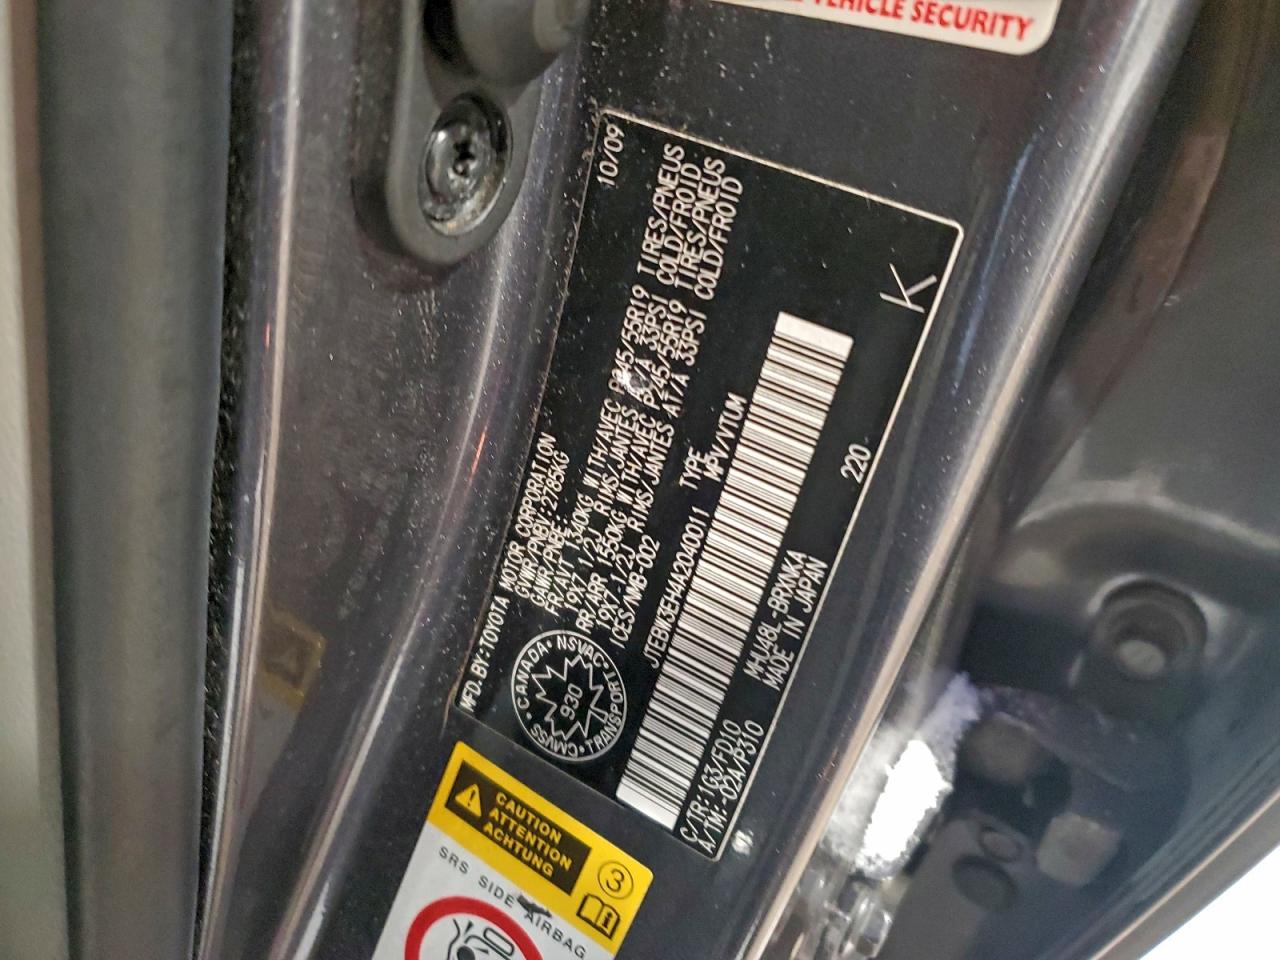 VEHICLE SECURITY
MFD. BY: TOYOTA MOTOR CORPORATION 10/09
GVWR/PNBV: 2785KG
GAWR/PNBE:
FR/AVT 1340KG WITH/AVEC P245/55R19 TIRES/PNEUS
19X7 1/2J RIMS/JANTES AT/A 33PSI COLD/FROID
RR/ARR 1550KG WITH/AVEC P245/55R19 TIRES/PNEUS
19X7-1/2J RIMS/JANTES AT/A 33PSI COLD/FROID
ICES/NMB-002
JTEBK3EH4A2040011 TYPE MPV/VTUM
CANADA • NSVAC • TRANSPORT • CMVSS •
930
C/TR: 1G3/FD10 MHU48L-BRXNKA 220
A/TM: -02A/P310 MADE IN JAPAN
K
CAUTION
ATTENTION
ACHTUNG
3
SRS SIDE AIRBAG